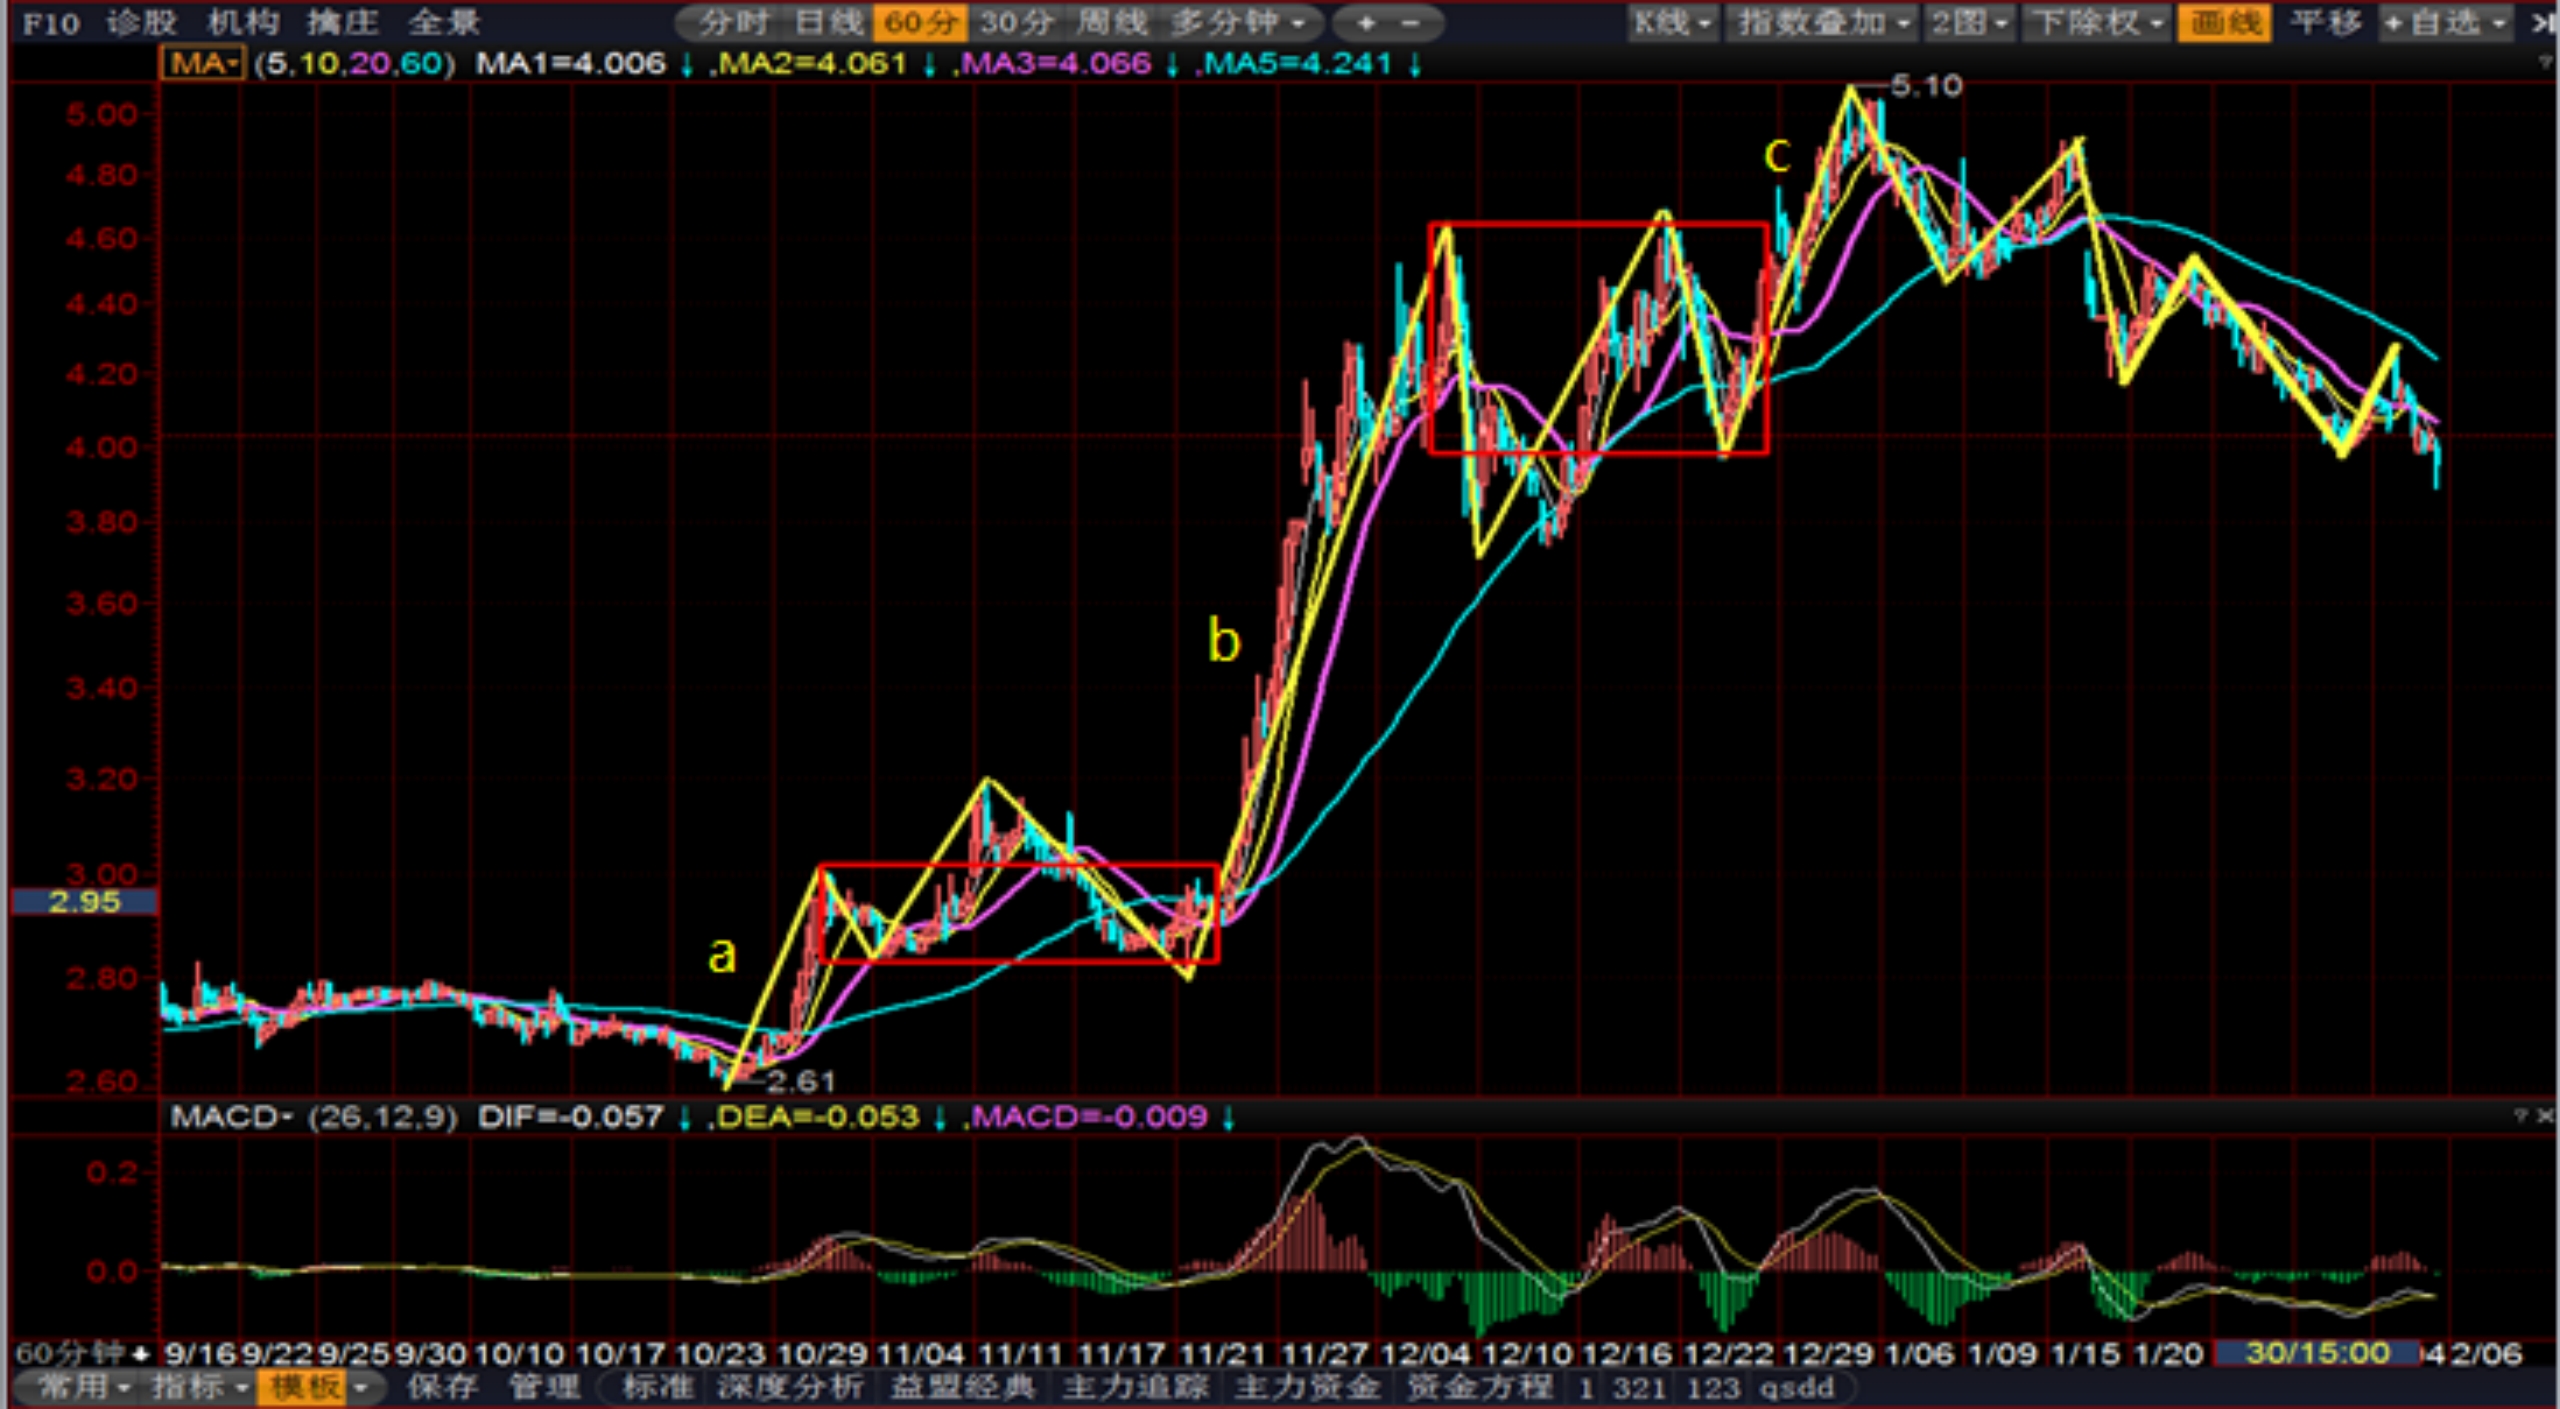 F10 诊股 机构 擒庄 全景 分时 日线 60分 30分 周线 多分钟 + - K线 指数叠加 2图 下除权 画线 平移 +自选
MA (5,10,20,60) MA1=4.006 ↓ ,MA2=4.061 ↓ ,MA3=4.066 ↓ ,MA5=4.241 ↓ ?
5.10
5.00
c
4.80
4.60
4.40
4.20
4.00
3.80
3.60
b
3.40
3.20
3.00
2.95
a
2.80
2.60
2.61
MACD (26,12,9) DIF=-0.057 ↓ ,DEA=-0.053 ↓ ,MACD=-0.009 ↓ ? ×
0.2
0.0
60分钟 9/16 9/22 9/25 9/30 10/10 10/17 10/23 10/29 11/04 11/11 11/17 11/21 11/27 12/04 12/10 12/16 12/22 12/29 1/06 1/09 1/15 1/20 30/15:00 4 2/06
常用 指标 模板 保存 管理 标准 深度分析 益盟经典 主力追踪 主力资金 资金方程 1 321 123 qsdd